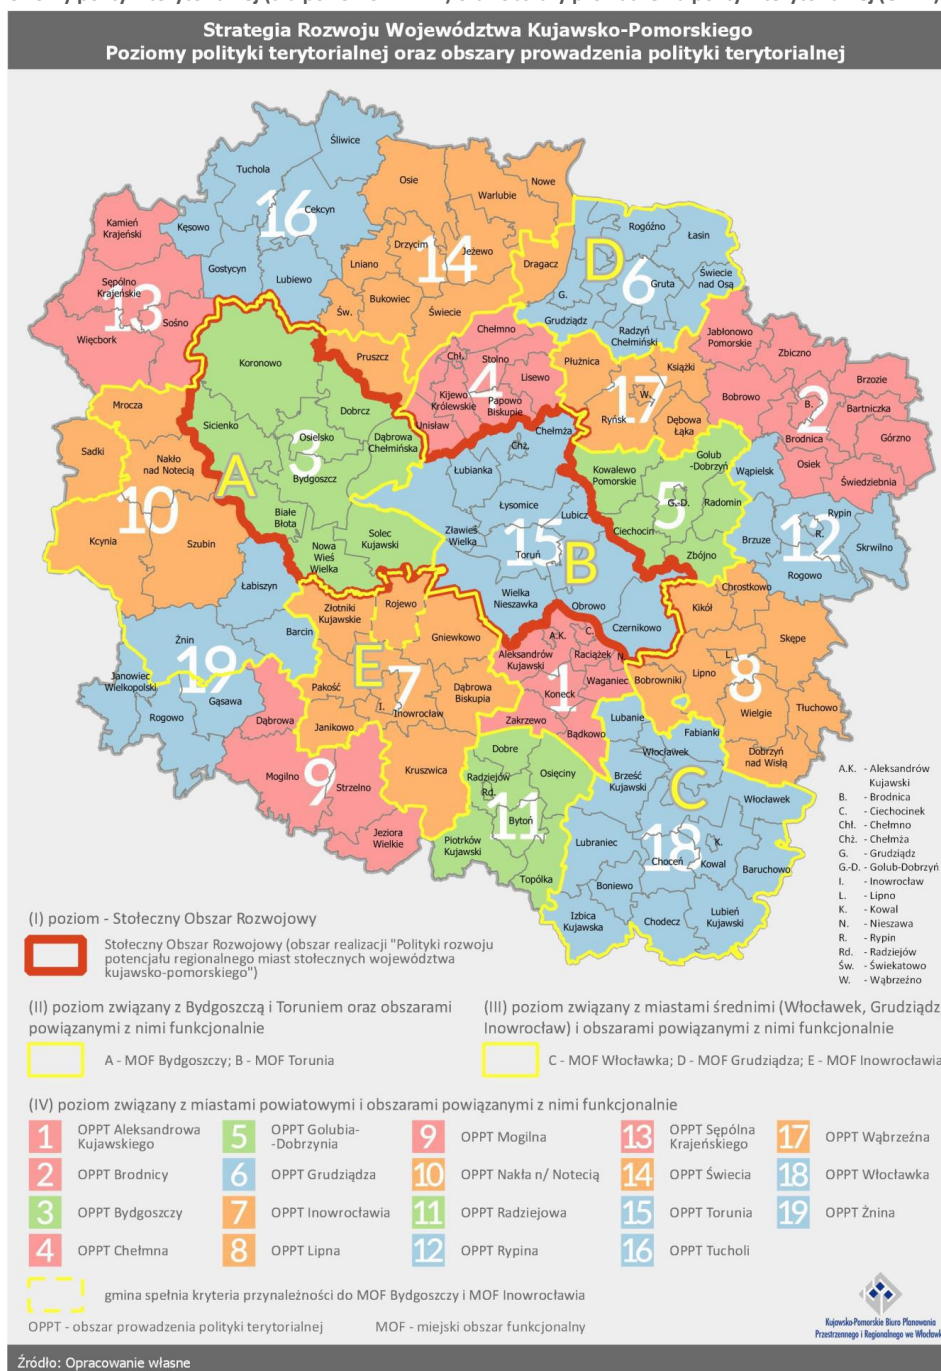 Strategia Rozwoju Województwa Kujawsko-Pomorskiego
Poziomy polityki terytorialnej oraz obszary prowadzenia polityki terytorialnej
Śliwice
Tuchola
Osie
Nowe
Warlubie
16
Cekcyn
Kęsowo
Kamień
Krajeński
Rogóźno
Łasin
Drzycim
14
Jeżewo
Dragacz
D
6
Gostycyn
Lubiewo
Lniano
Gruta
Świecie
nad Osą
Sępólno
Krajeńskie
13
Sośno
Bukowiec
Św.
Świecie
G.
Grudziądz
Radzyń
Chełmiński
Więcbork
Chełmno
Jabłonowo
Pomorskie
Koronowo
Pruszcz
Chł.
Stolno
4
Lisewo
Płużnica
Książki
17
Zbiczno
Brzozie
Kijewo
Królewskie
Papowo
Biskupie
W.
Bobrowo
2
B.
Bartniczka
Mrocza
Sicienko
Dobrcz
Unisław
Ryńsk
Dębowa
Łąka
Osielsko
3
Dąbrowa
Chełmińska
Chełmża
Chż.
Brodnica
Górzno
Sadki
Nakło
nad Notecią
A
Bydgoszcz
Łubianka
Kowalewo
Pomorskie
Golub
-Dobrzyń
Wąpielsk
Osiek
Świedziebnia
10
Białe
Błota
Łysomice
G.-D.
5
Radomin
Kcynia
Szubin
Solec
Kujawski
Zławieś
Wielka
Lubicz
15
Toruń
Ciechocin
Zbójno
Brzuze
12
Rypin
R.
Skrwilno
Nowa
Wieś
Wielka
B
Rogowo
Łabiszyn
Wielka
Nieszawka
Obrowo
Chrostkowo
Złotniki
Kujawskie
Rojewo
Kikół
Barcin
Gniewkowo
Czernikowo
Skępe
Żnin
19
E
Aleksandrów
Kujawski
A.K.
C.
Raciążek
N.
L.
Janowiec
Wielkopolski
Gąsawa
Pakość
7
Dąbrowa
Biskupia
1
Koneck
Waganiec
Bobrowniki
Lipno
8
Rogowo
I.
Inowrocław
Wielgie
Tłuchowo
Dąbrowa
Janikowo
Zakrzewo
Bądkowo
Lubanie
Fabianki
Dobrzyń
nad Wisłą
Dobre
Włocławek
Mogilno
9
Strzelno
Kruszwica
Radziejów
Rd.
Osięciny
Brześć
Kujawski
C
Włocławek
11
Bytoń
Jeziora
Wielkie
Piotrków
Kujawski
Lubraniec
18
Choceń
K.
Kowal
Baruchowo
Topólka
Boniewo
Izbica
Kujawska
Chodecz
Lubień
Kujawski
A.K. - Aleksandrów
Kujawski
B. - Brodnica
C. - Ciechocinek
Chł. - Chełmno
Chż. - Chełmża
G. - Grudziądz
G.-D. - Golub-Dobrzyń
I. - Inowrocław
L. - Lipno
K. - Kowal
N. - Nieszawa
R. - Rypin
Rd. - Radziejów
Św. - Świekatowo
W. - Wąbrzeźno
(I) poziom - Stołeczny Obszar Rozwojowy
Stołeczny Obszar Rozwojowy (obszar realizacji "Polityki rozwoju
potencjału regionalnego miast stołecznych województwa
kujawsko-pomorskiego")
(II) poziom związany z Bydgoszczą i Toruniem oraz obszarami
powiązanymi z nimi funkcjonalnie
A - MOF Bydgoszczy; B - MOF Torunia
(III) poziom związany z miastami średnimi (Włocławek, Grudziądz
Inowrocław) i obszarami powiązanymi z nimi funkcjonalnie
C - MOF Włocławka; D - MOF Grudziądza; E - MOF Inowrocławia
(IV) poziom związany z miastami powiatowymi i obszarami powiązanymi z nimi funkcjonalnie
1 OPPT Aleksandrowa
Kujawskiego
2 OPPT Brodnicy
3 OPPT Bydgoszczy
4 OPPT Chełmna
5 OPPT Golubia-
-Dobrzynia
6 OPPT Grudziądza
7 OPPT Inowrocławia
8 OPPT Lipna
9 OPPT Mogilna
10 OPPT Nakła n/ Notecią
11 OPPT Radziejowa
12 OPPT Rypina
13 OPPT Sępólna
Krajeńskiego
14 OPPT Świecia
15 OPPT Torunia
16 OPPT Tucholi
17 OPPT Wąbrzeźna
18 OPPT Włocławka
19 OPPT Żnina
gmina spełnia kryteria przynależności do MOF Bydgoszczy i MOF Inowrocławia
OPPT - obszar prowadzenia polityki terytorialnej MOF - miejski obszar funkcjonalny
Kujawsko-Pomorskie Biuro Planowania
Przestrzennego i Regionalnego we Włocławk
Źródło: Opracowanie własne